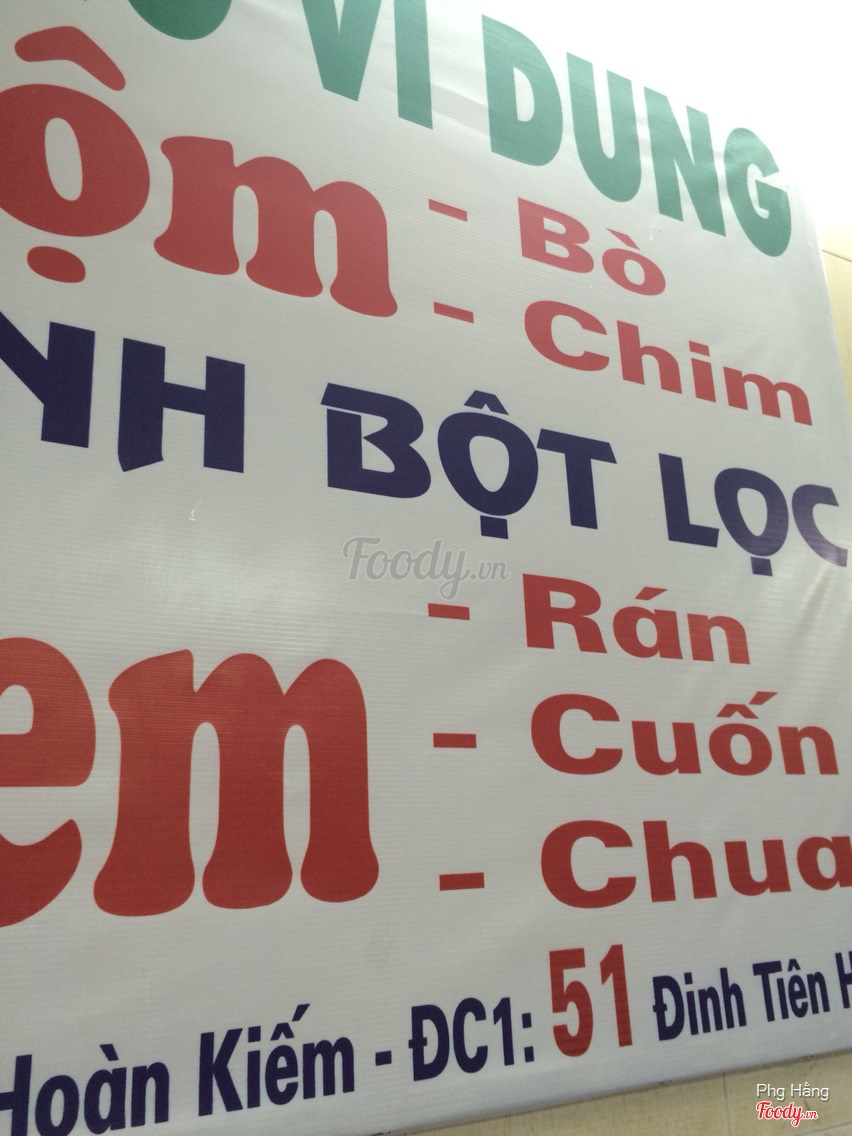 VI DUNG
ộm - Bò
- Chim
NH BỘT LỌC
Foody.vn
- Rán
em - Cuốn
- Chua
Hoàn Kiếm - ĐC1: 51 Đinh Tiên H
Phg Hằng
Foody.vn